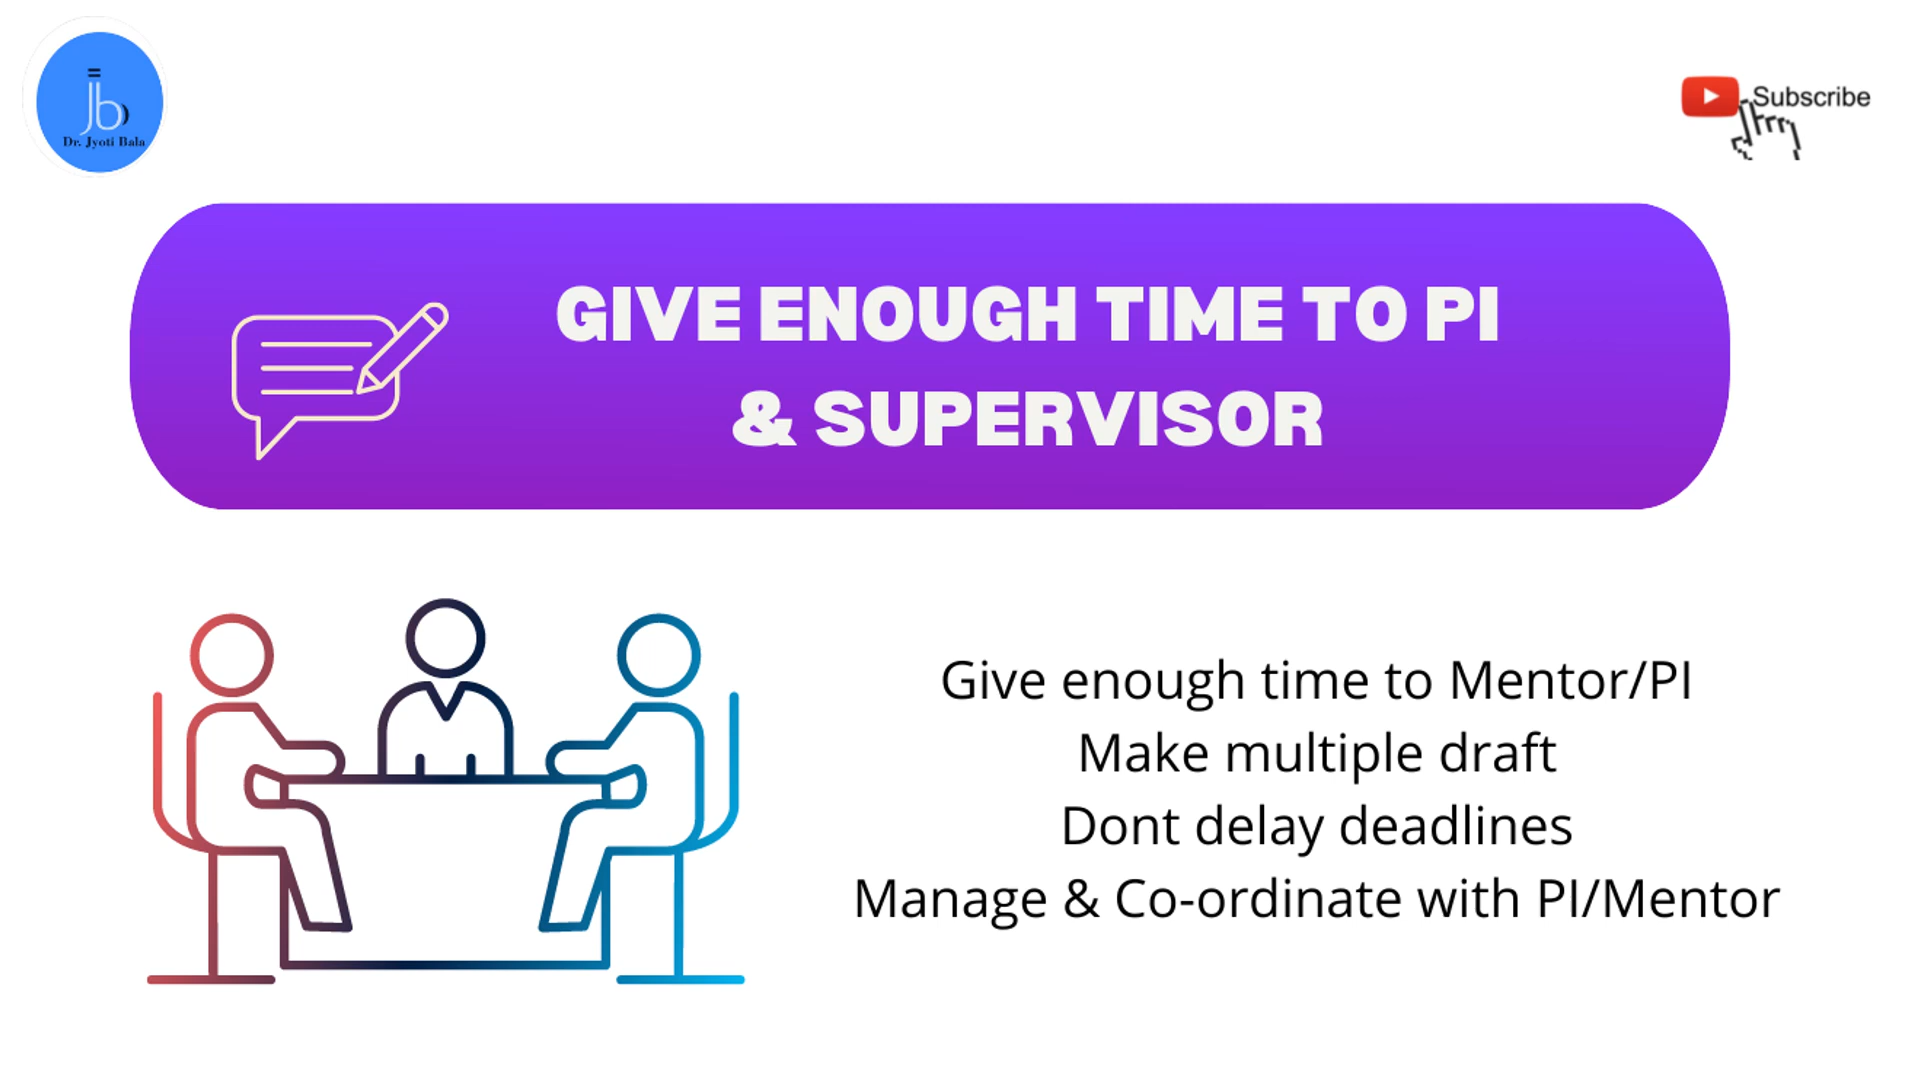 jb
Dr. Jyoti Bala
Subscribe
GIVE ENOUGH TIME TO PI
& SUPERVISOR
Give enough time to Mentor/PI
Make multiple draft
Dont delay deadlines
Manage & Co-ordinate with PI/Mentor